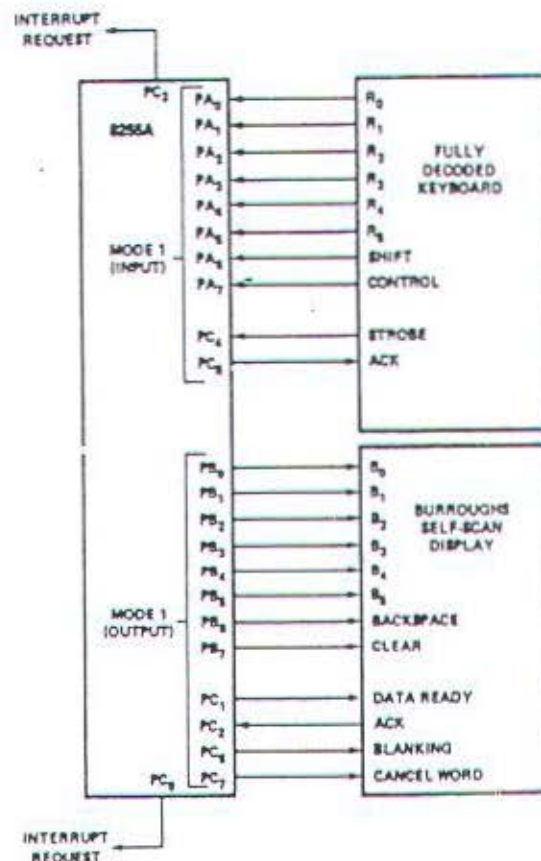 INTERRUPT
REQUEST
PC3
8255A
MODE 1
(INPUT)
PA0
PA1
PA2
PA3
PA4
PA5
PA6
PA7
PC4
PC5
R0
R1
R2
R3
R4
R5
SHIFT
CONTROL
STROBE
ACK
FULLY
DECODED
KEYBOARD
MODE 1
(OUTPUT)
PB0
PB1
PB2
PB3
PB4
PB5
PB6
PB7
PC1
PC2
PC6
PC7
B0
B1
B2
B3
B4
B5
BACKSPACE
CLEAR
DATA READY
ACK
BLANKING
CANCEL WORD
BURROUGHS
SELF-SCAN
DISPLAY
PC0
INTERRUPT
REQUEST